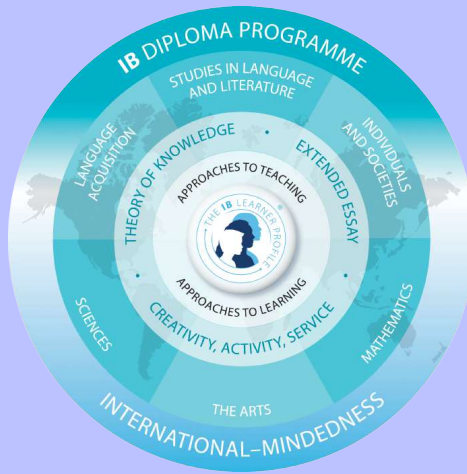 IB DIPLOMA PROGRAMME
STUDIES IN LANGUAGE
AND LITERATURE
LANGUAGE
ACQUISITION
INDIVIDUALS
AND SOCIETIES
THEORY OF KNOWLEDGE
•
EXTENDED ESSAY
•
•
APPROACHES TO TEACHING
THE IB LEARNER PROFILE
®
APPROACHES TO LEARNING
CREATIVITY, ACTIVITY, SERVICE
SCIENCES
MATHEMATICS
THE ARTS
INTERNATIONAL–MINDEDNESS